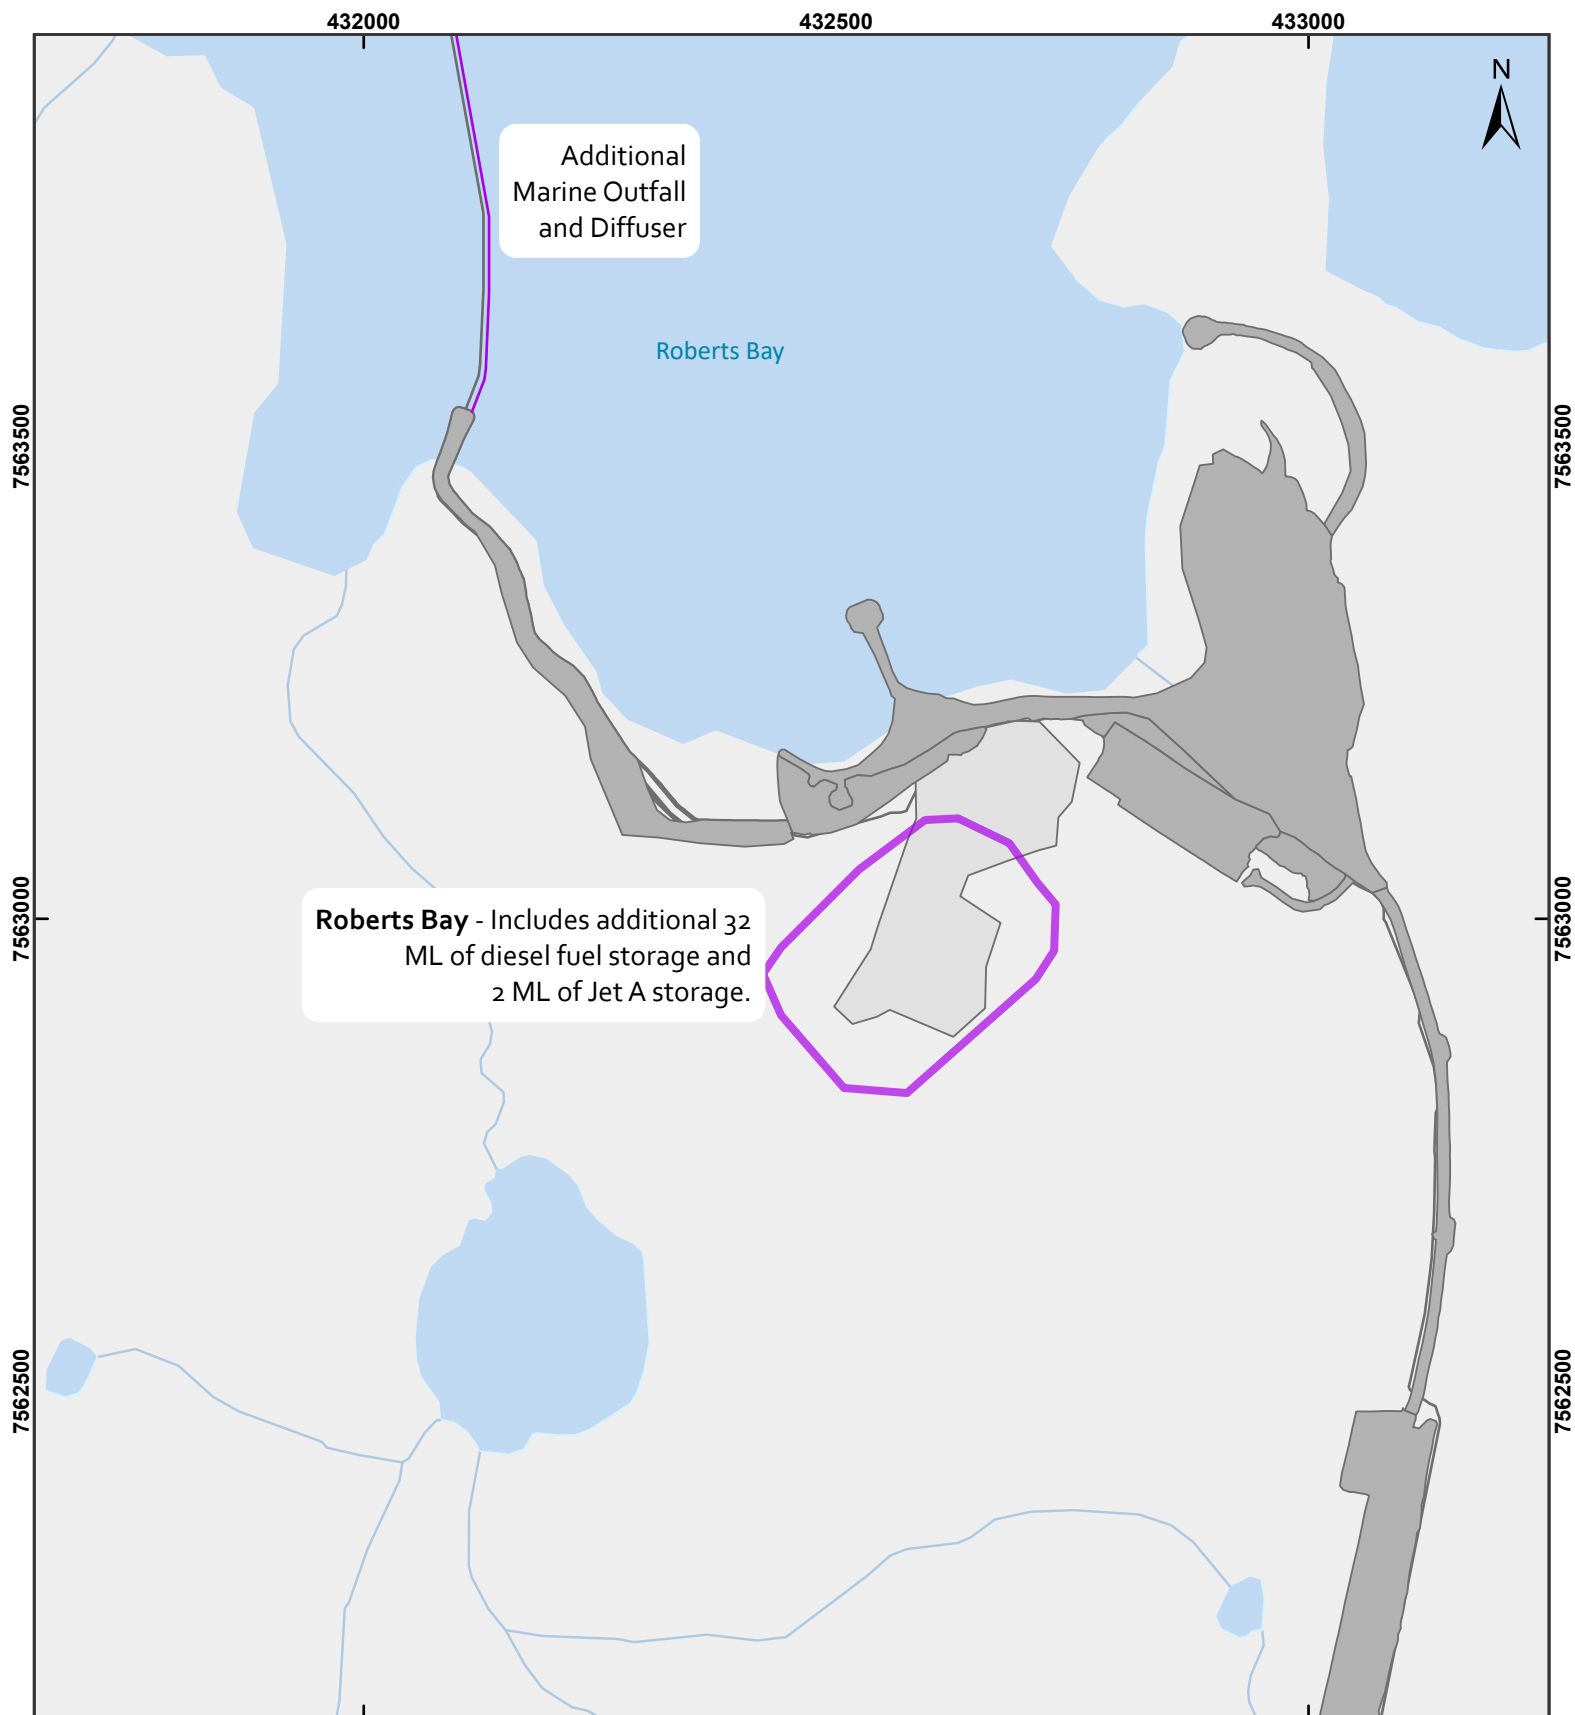 432000
432500
433000
N
Additional
Marine Outfall
and Diffuser
Roberts Bay
7563500
7563500
Roberts Bay - Includes additional 32
ML of diesel fuel storage and
2 ML of Jet A storage.
7563000
7563000
7562500
7562500